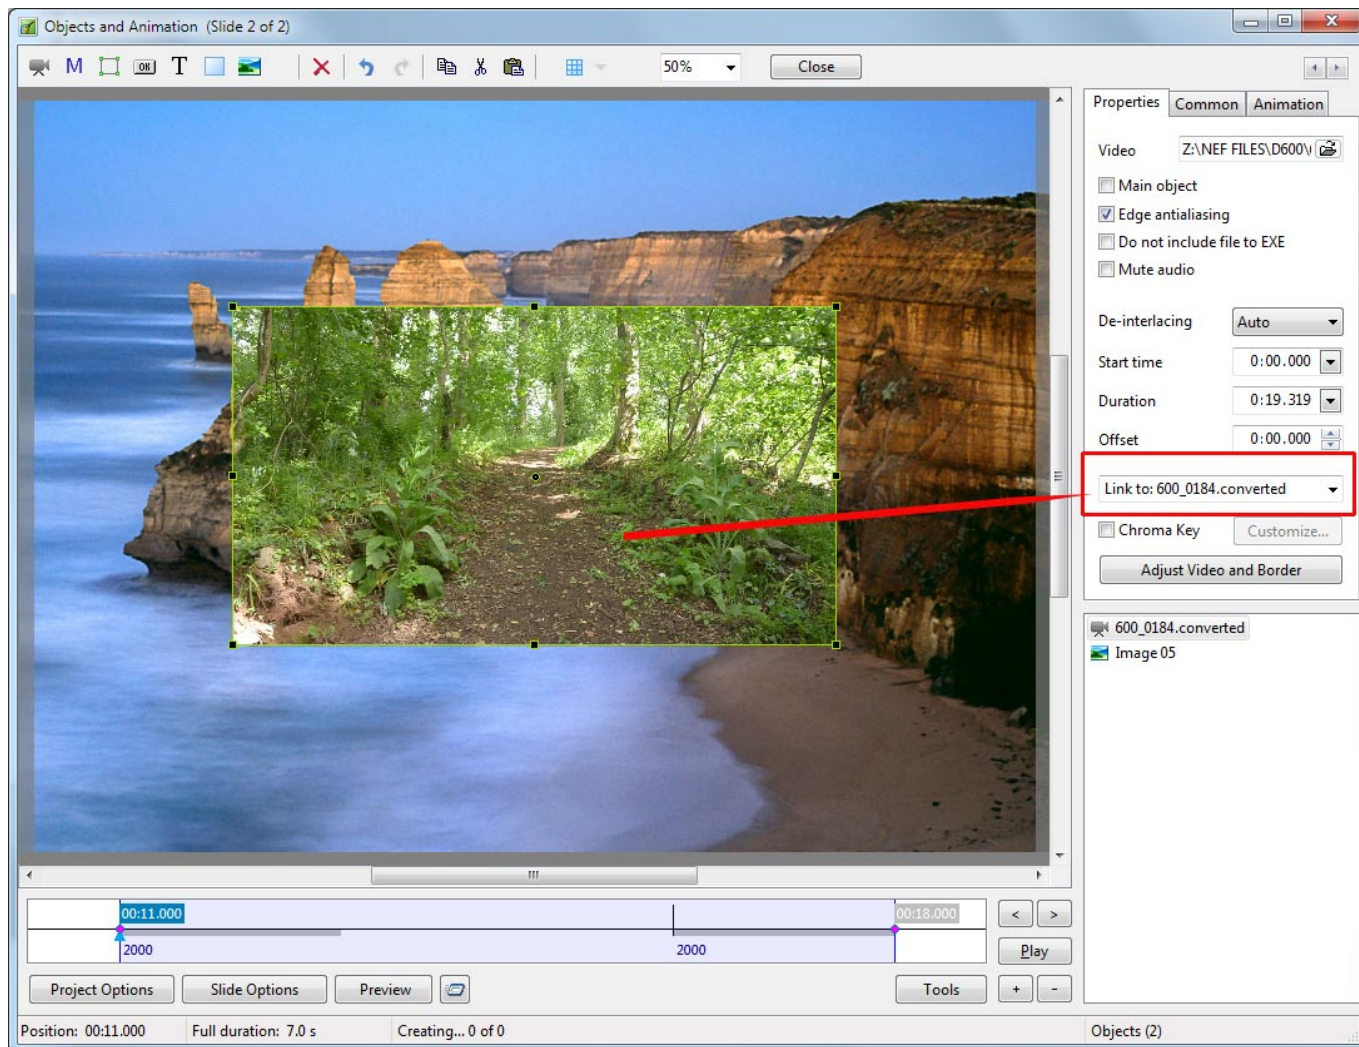 Objects and Animation (Slide 2 of 2)
M OK T 50% Close
Properties Common Animation
Video Z:\NEF FILES\D600\
Main object
Edge antialiasing
Do not include file to EXE
Mute audio
De-interlacing Auto
Start time 0:00.000
Duration 0:19.319
Offset 0:00.000
Link to: 600_0184.converted
Chroma Key Customize...
Adjust Video and Border
600_0184.converted
Image 05
00:11.000 00:18.000 < >
2000 2000 Play
Project Options Slide Options Preview Tools + -
Position: 00:11.000 Full duration: 7.0 s Creating... 0 of 0 Objects (2)